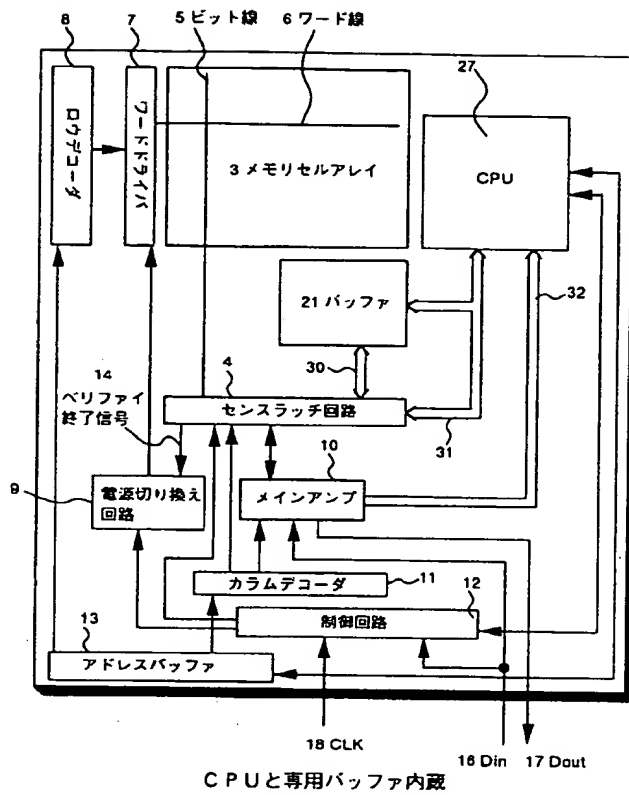 5 ビット線
6 ワード線
8
7
27
ロウデコーダ
ワードドライバ
3 メモリセルアレイ
CPU
21 バッファ
32
30
14
ベリファイ
終了信号
4
センスラッチ回路
31
10
9
電源切り換え
回路
メインアンプ
カラムデコーダ
11
12
制御回路
13
アドレスバッファ
18 CLK
16 Din
17 Dout
CPUと専用バッファ内蔵